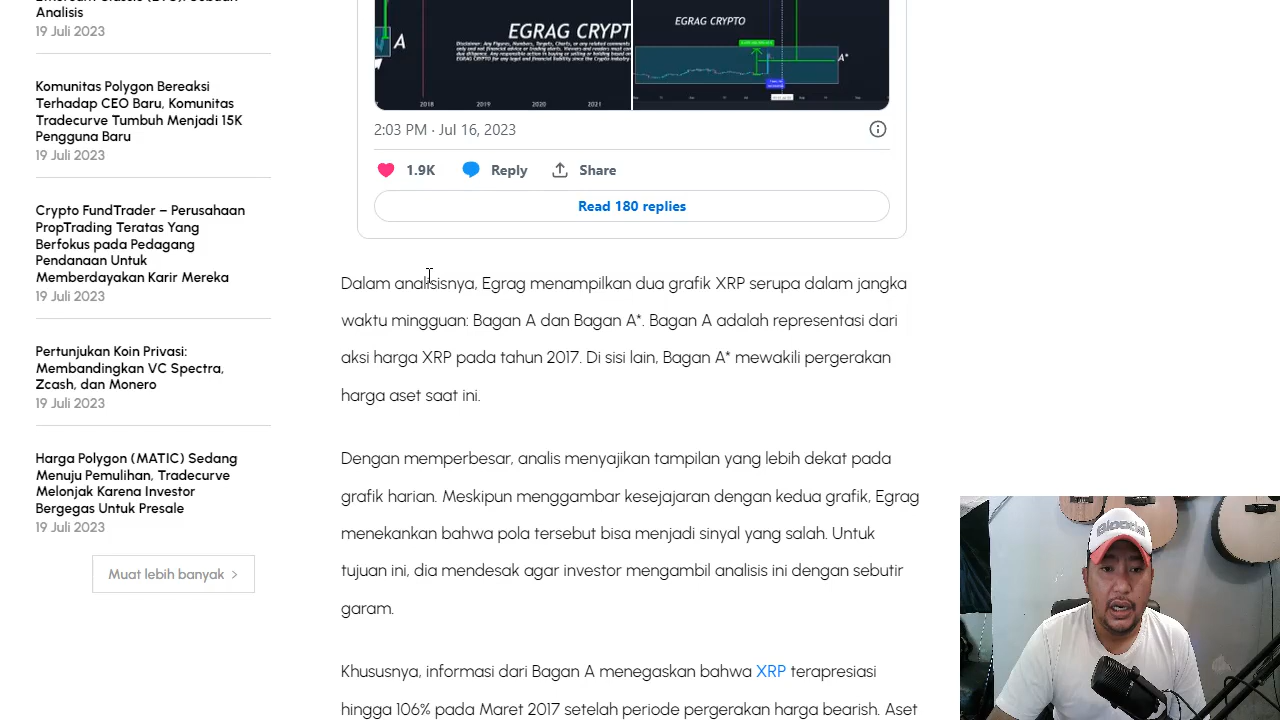 Analisis
19 Juli 2023
Komunitas Polygon Bereaksi
Terhadap CEO Baru, Komunitas
Tradecurve Tumbuh Menjadi 15K
Pengguna Baru
19 Juli 2023
Crypto FundTrader – Perusahaan
PropTrading Teratas Yang
Berfokus pada Pedagang
Pendanaan Untuk
Memberdayakan Karir Mereka
19 Juli 2023
Pertunjukan Koin Privasi:
Membandingkan VC Spectra,
Zcash, dan Monero
19 Juli 2023
Harga Polygon (MATIC) Sedang
Menuju Pemulihan, Tradecurve
Melonjak Karena Investor
Bergegas Untuk Presale
19 Juli 2023
Muat lebih banyak
A
EGRAG CRYPT
2018 2019 2020 2021
EGRAG CRYPTO
A*
2:03 PM · Jul 16, 2023
1.9K Reply Share
Read 180 replies
Dalam analisisnya, Egrag menampilkan dua grafik XRP serupa dalam jangka
waktu mingguan: Bagan A dan Bagan A*. Bagan A adalah representasi dari
aksi harga XRP pada tahun 2017. Di sisi lain, Bagan A* mewakili pergerakan
harga aset saat ini.
Dengan memperbesar, analis menyajikan tampilan yang lebih dekat pada
grafik harian. Meskipun menggambar kesejajaran dengan kedua grafik, Egrag
menekankan bahwa pola tersebut bisa menjadi sinyal yang salah. Untuk
tujuan ini, dia mendesak agar investor mengambil analisis ini dengan sebutir
garam.
Khususnya, informasi dari Bagan A menegaskan bahwa XRP terapresiasi
hingga 106% pada Maret 2017 setelah periode pergerakan harga bearish. Aset